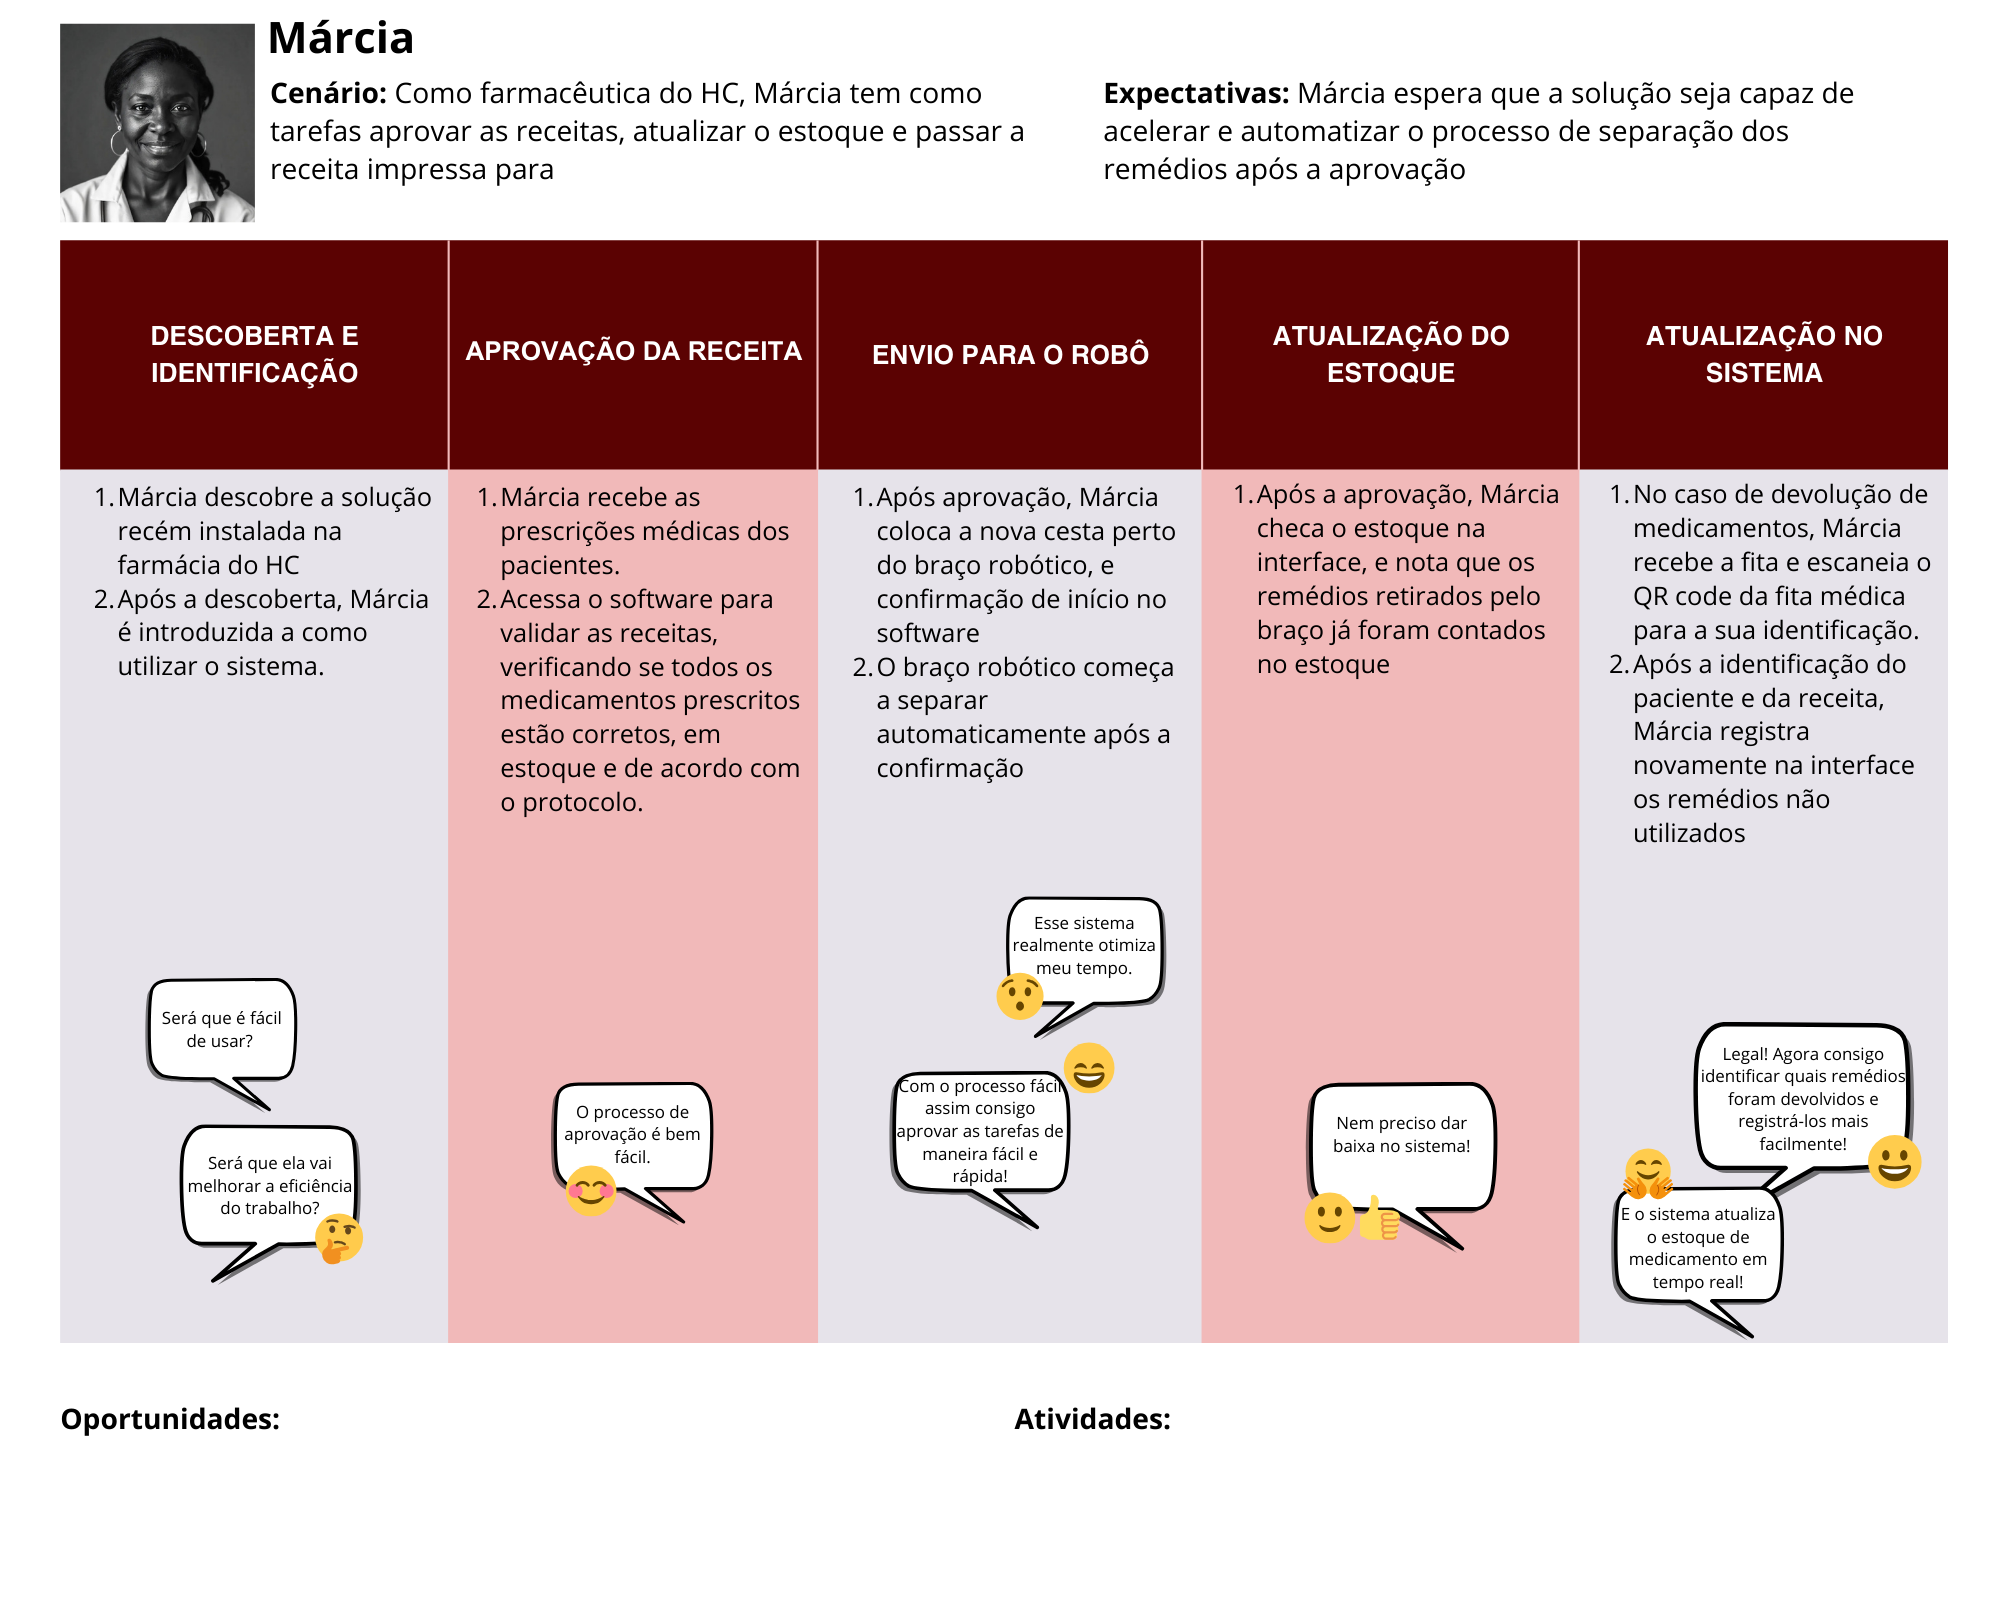 Márcia
Cenário: Como farmacêutica do HC, Márcia tem como
tarefas aprovar as receitas, atualizar o estoque e passar a
receita impressa para
Expectativas: Márcia espera que a solução seja capaz de
acelerar e automatizar o processo de separação dos
remédios após a aprovação
DESCOBERTA E
IDENTIFICAÇÃO
APROVAÇÃO DA RECEITA
ENVIO PARA O ROBÔ
ATUALIZAÇÃO DO
ESTOQUE
ATUALIZAÇÃO NO
SISTEMA
1. Márcia descobre a solução
recém instalada na
farmácia do HC
2. Após a descoberta, Márcia
é introduzida a como
utilizar o sistema.
Será que é fácil
de usar?
Será que ela vai
melhorar a eficiência
do trabalho?
1. Márcia recebe as
prescrições médicas dos
pacientes.
2. Acessa o software para
validar as receitas,
verificando se todos os
medicamentos prescritos
estão corretos, em
estoque e de acordo com
o protocolo.
O processo de
aprovação é bem
fácil.
1. Após aprovação, Márcia
coloca a nova cesta perto
do braço robótico, e
confirmação de início no
software
2. O braço robótico começa
a separar
automaticamente após a
confirmação
Esse sistema
realmente otimiza
meu tempo.
Com o processo fácil
assim consigo
aprovar as tarefas de
maneira fácil e
rápida!
1. Após a aprovação, Márcia
checa o estoque na
interface, e nota que os
remédios retirados pelo
braço já foram contados
no estoque
Nem preciso dar
baixa no sistema!
1. No caso de devolução de
medicamentos, Márcia
recebe a fita e escaneia o
QR code da fita médica
para a sua identificação.
2. Após a identificação do
paciente e da receita,
Márcia registra
novamente na interface
os remédios não
utilizados
Legal! Agora consigo
identificar quais remédios
foram devolvidos e
registrá-los mais
facilmente!
E o sistema atualiza
o estoque de
medicamento em
tempo real!
Oportunidades:
Atividades: